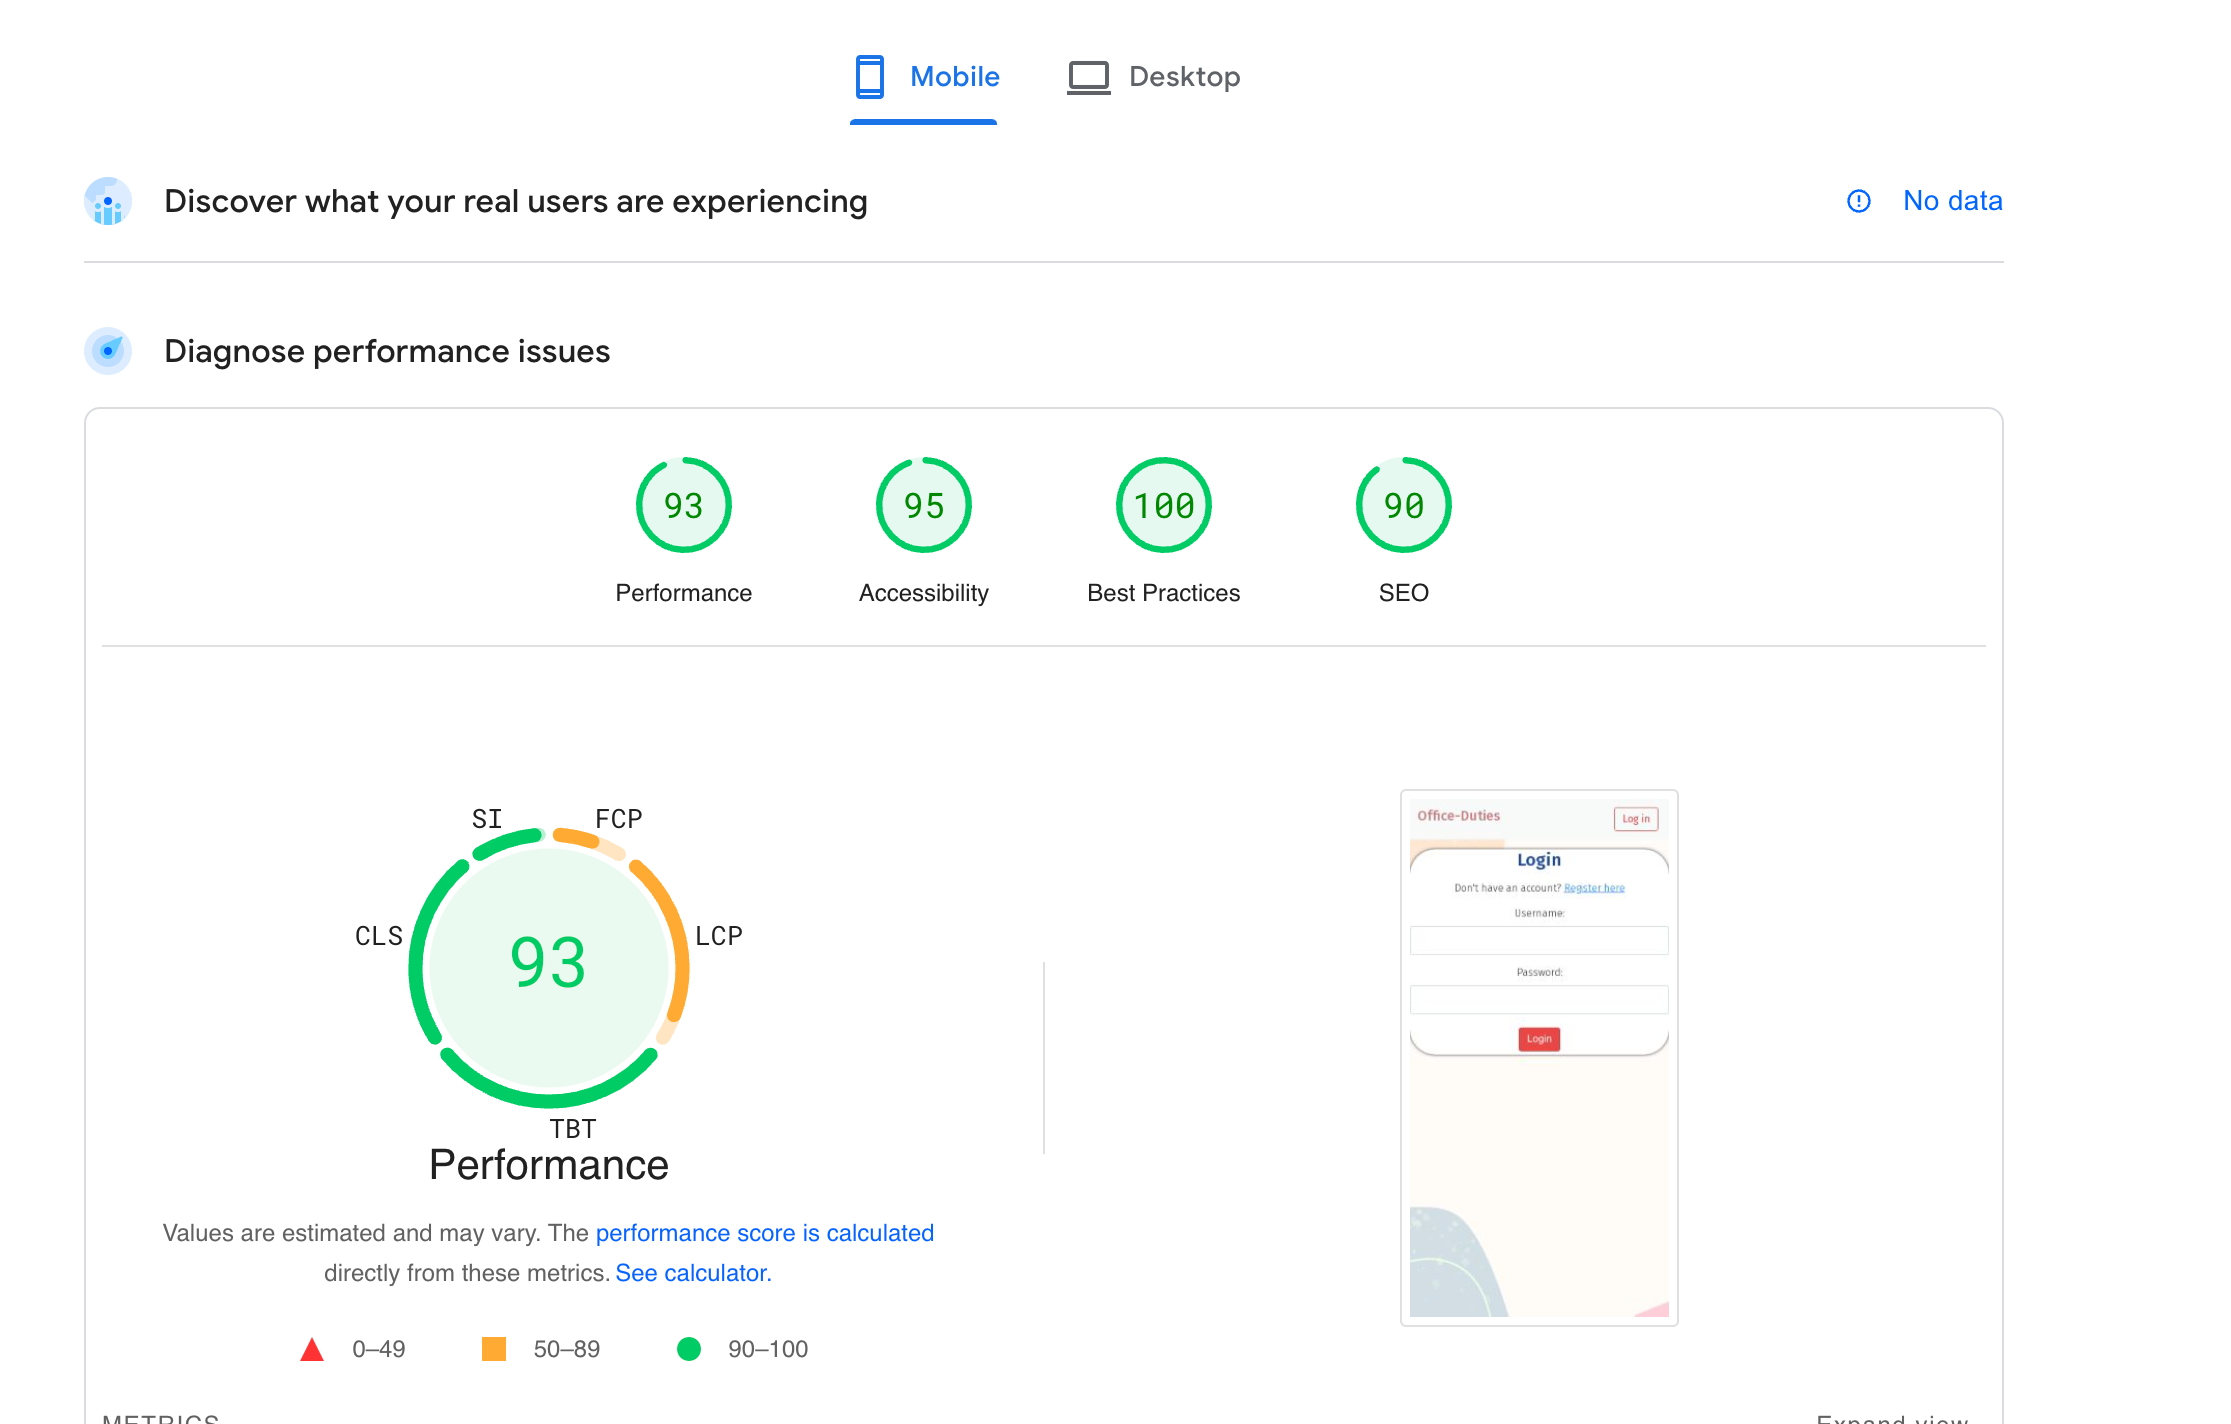 Mobile
Desktop
Discover what your real users are experiencing
No data
Diagnose performance issues
93
95
100
90
Performance
Accessibility
Best Practices
SEO
SI
FCP
CLS
LCP
93
TBT
Performance
Values are estimated and may vary. The performance score is calculated
directly from these metrics. See calculator.
0–49
50–89
90–100
Office-Duties
Log in
Login
Don't have an account? Regster here
Username:
Password:
Login
METRICS
Expand view